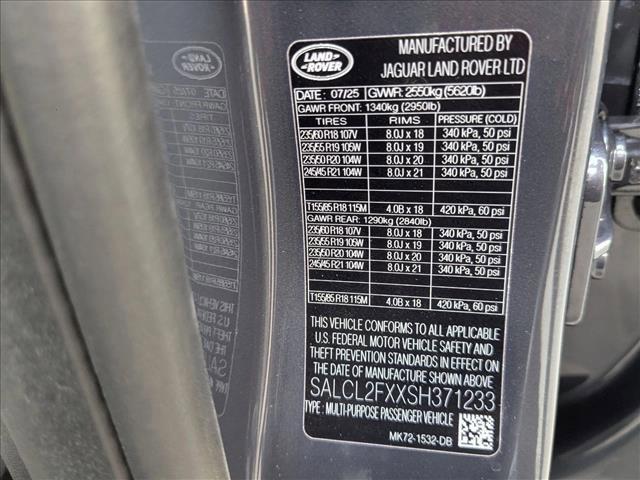 LAND ROVER
MANUFACTURED BY
JAGUAR LAND ROVER LTD
DATE: 07/25 GVWR: 2550kg (5620lb)
GAWR FRONT: 1340kg (2950lb)
TIRES RIMS PRESSURE (COLD)
235/60 R18 107V 8.0J x 18 340 kPa, 50 psi
235/55 R19 105W 8.0J x 19 340 kPa, 50 psi
235/50 R20 104W 8.0J x 20 340 kPa, 50 psi
245/45 R21 104W 8.0J x 21 340 kPa, 50 psi
T155/85 R18 115M 4.0B x 18 420 kPa, 60 psi
GAWR REAR: 1290kg (2840lb)
235/60 R18 107V 8.0J x 18 340 kPa, 50 psi
235/55 R19 105W 8.0J x 19 340 kPa, 50 psi
235/50 R20 104W 8.0J x 20 340 kPa, 50 psi
245/45 R21 104W 8.0J x 21 340 kPa, 50 psi
T155/85 R18 115M 4.0B x 18 420 kPa, 60 psi
THIS VEHICLE CONFORMS TO ALL APPLICABLE
U.S. FEDERAL MOTOR VEHICLE SAFETY AND
THEFT PREVENTION STANDARDS IN EFFECT ON
THE DATE OF MANUFACTURE SHOWN ABOVE
SALCL2FXXSH371233
TYPE : MULTI-PURPOSE PASSENGER VEHICLE
MK72-1532-DB